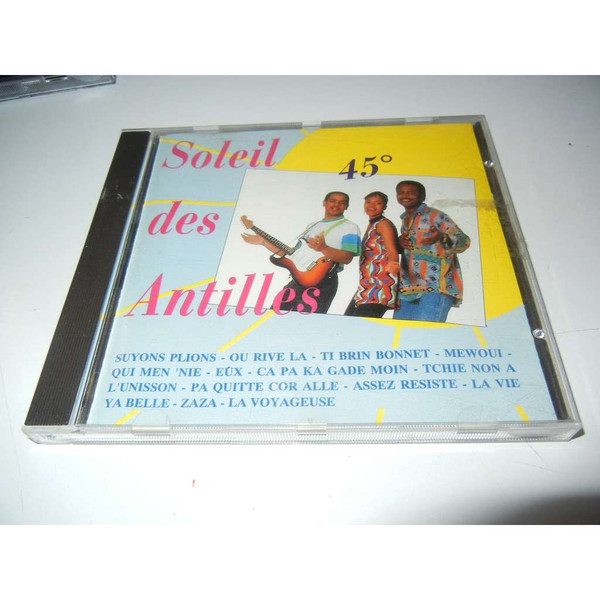 Soleil
45°
des
Antilles
SUYONS PLIONS - OU RIVE LA - TI BRIN BONNET - MEWOUI -
QUI MEN 'NIE - EÛX - CA PA KA GADE MOIN - TCHIE NON A
L'UNISSON - PA QUITTE COR ALLE - ASSEZ RESISTE - LA VIE
YA BELLE - ZAZA - LA VOYAGEUSE